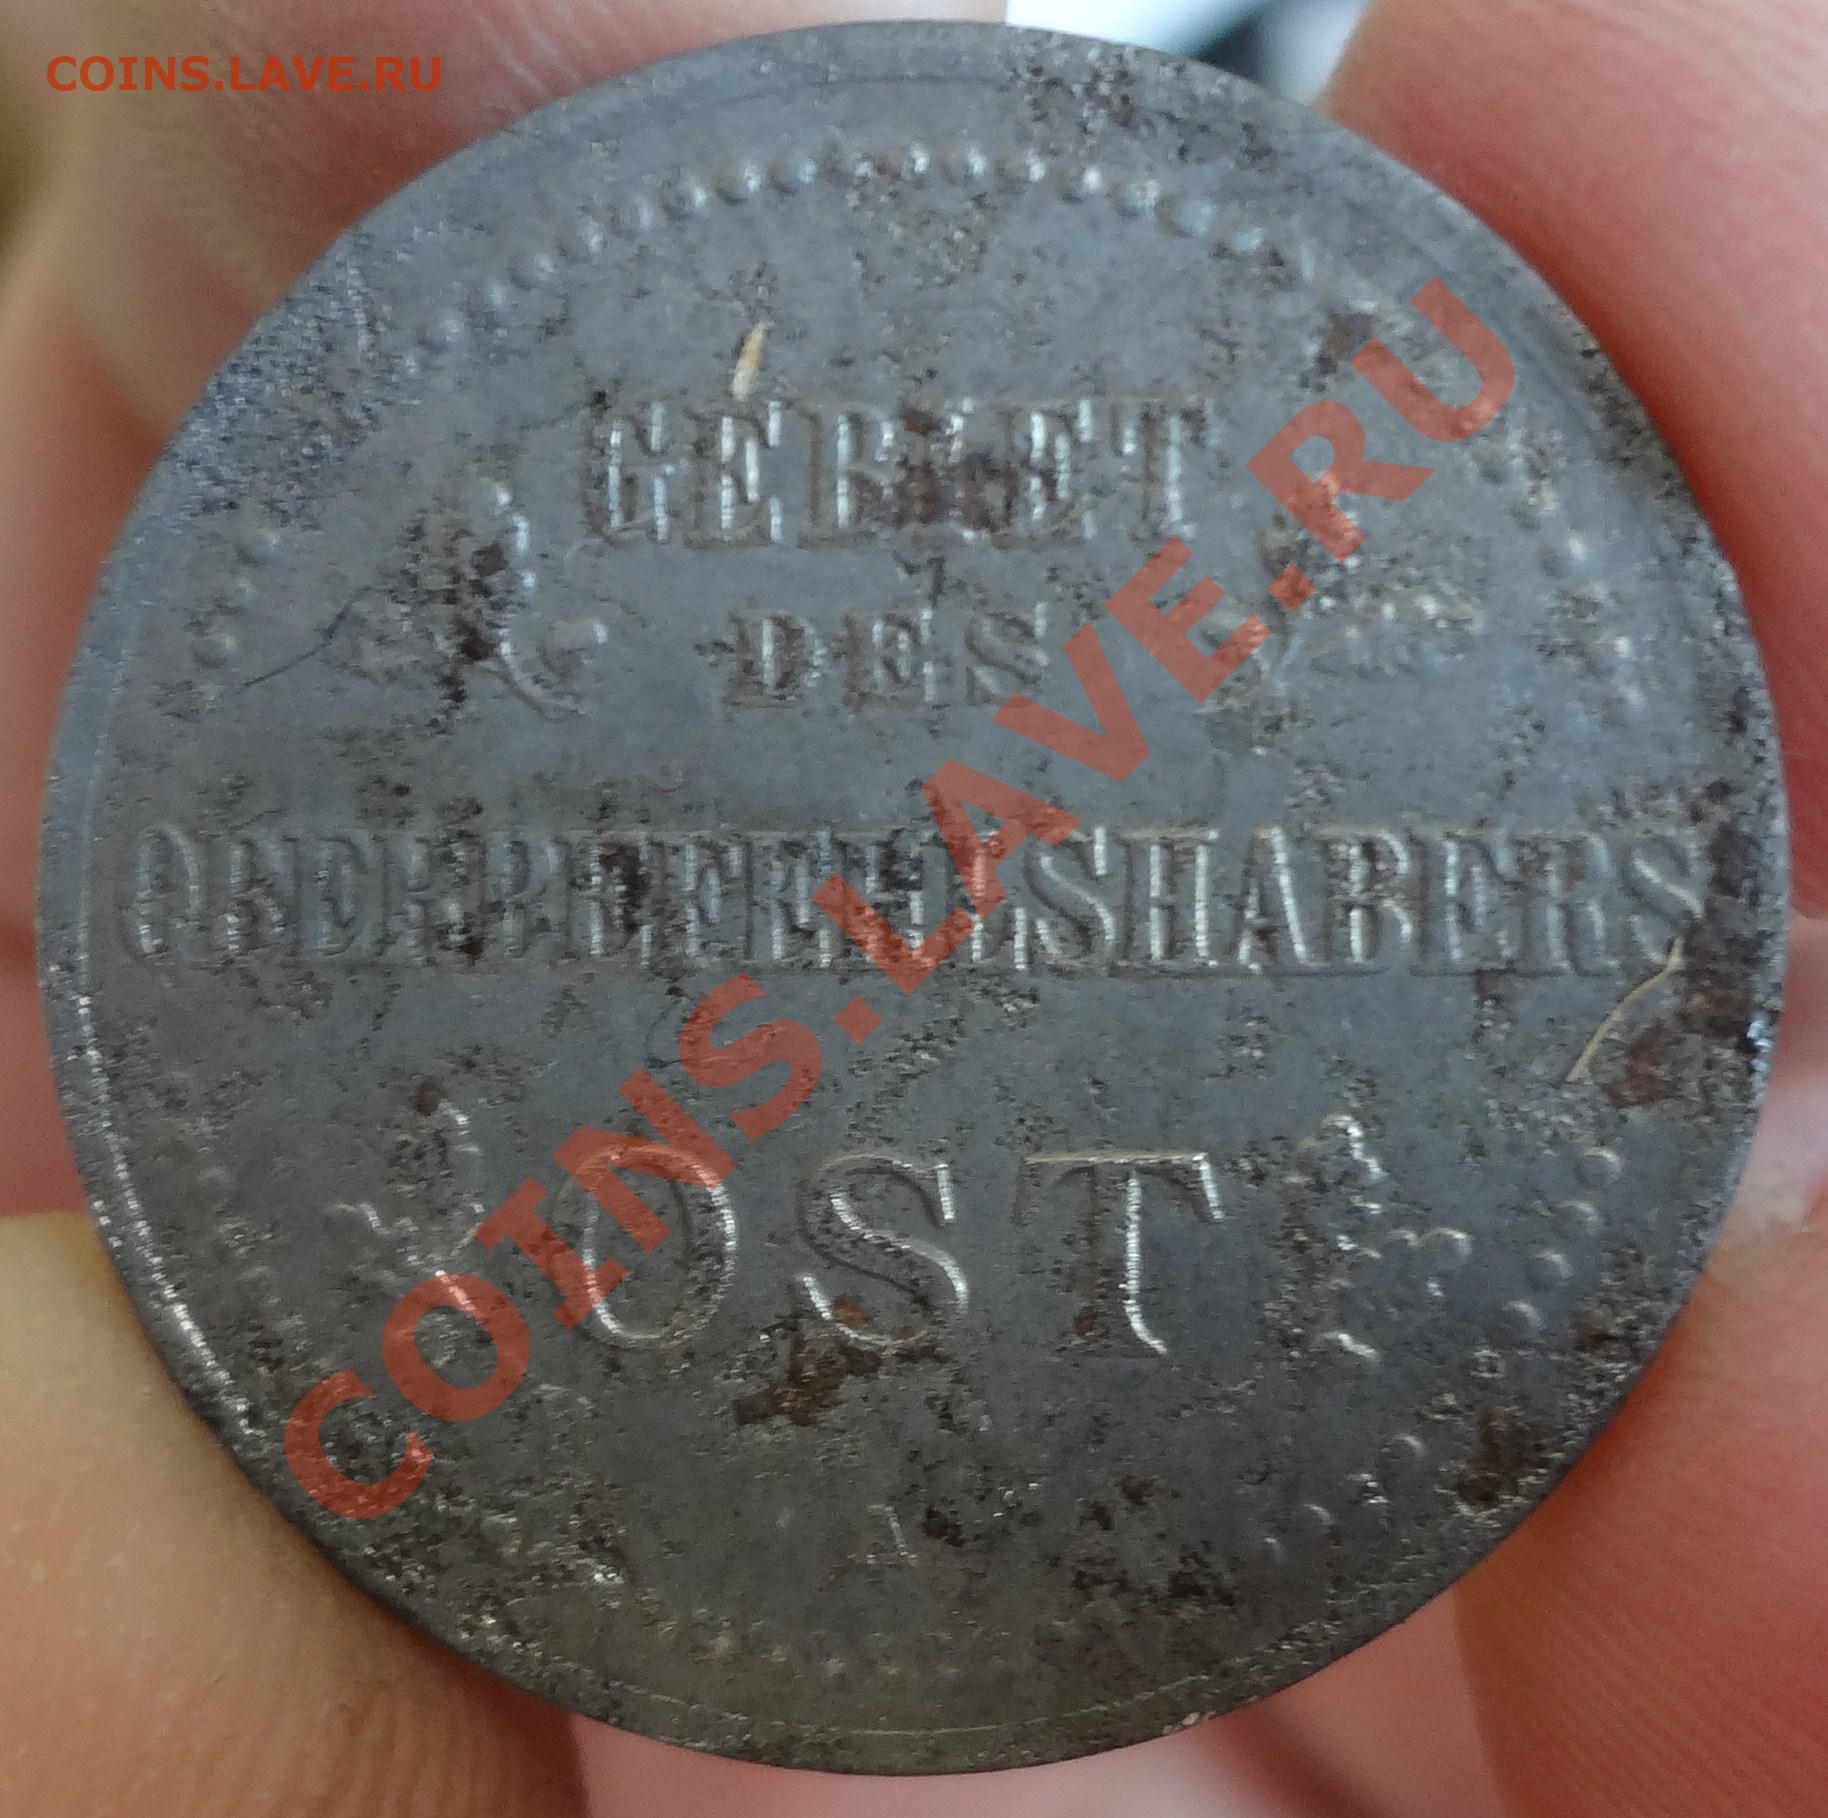 COINS.LAVE.RU
GEBIET
DES
OBERBEFEHLSHABERS
OST
A
COINS.LAVE.RU